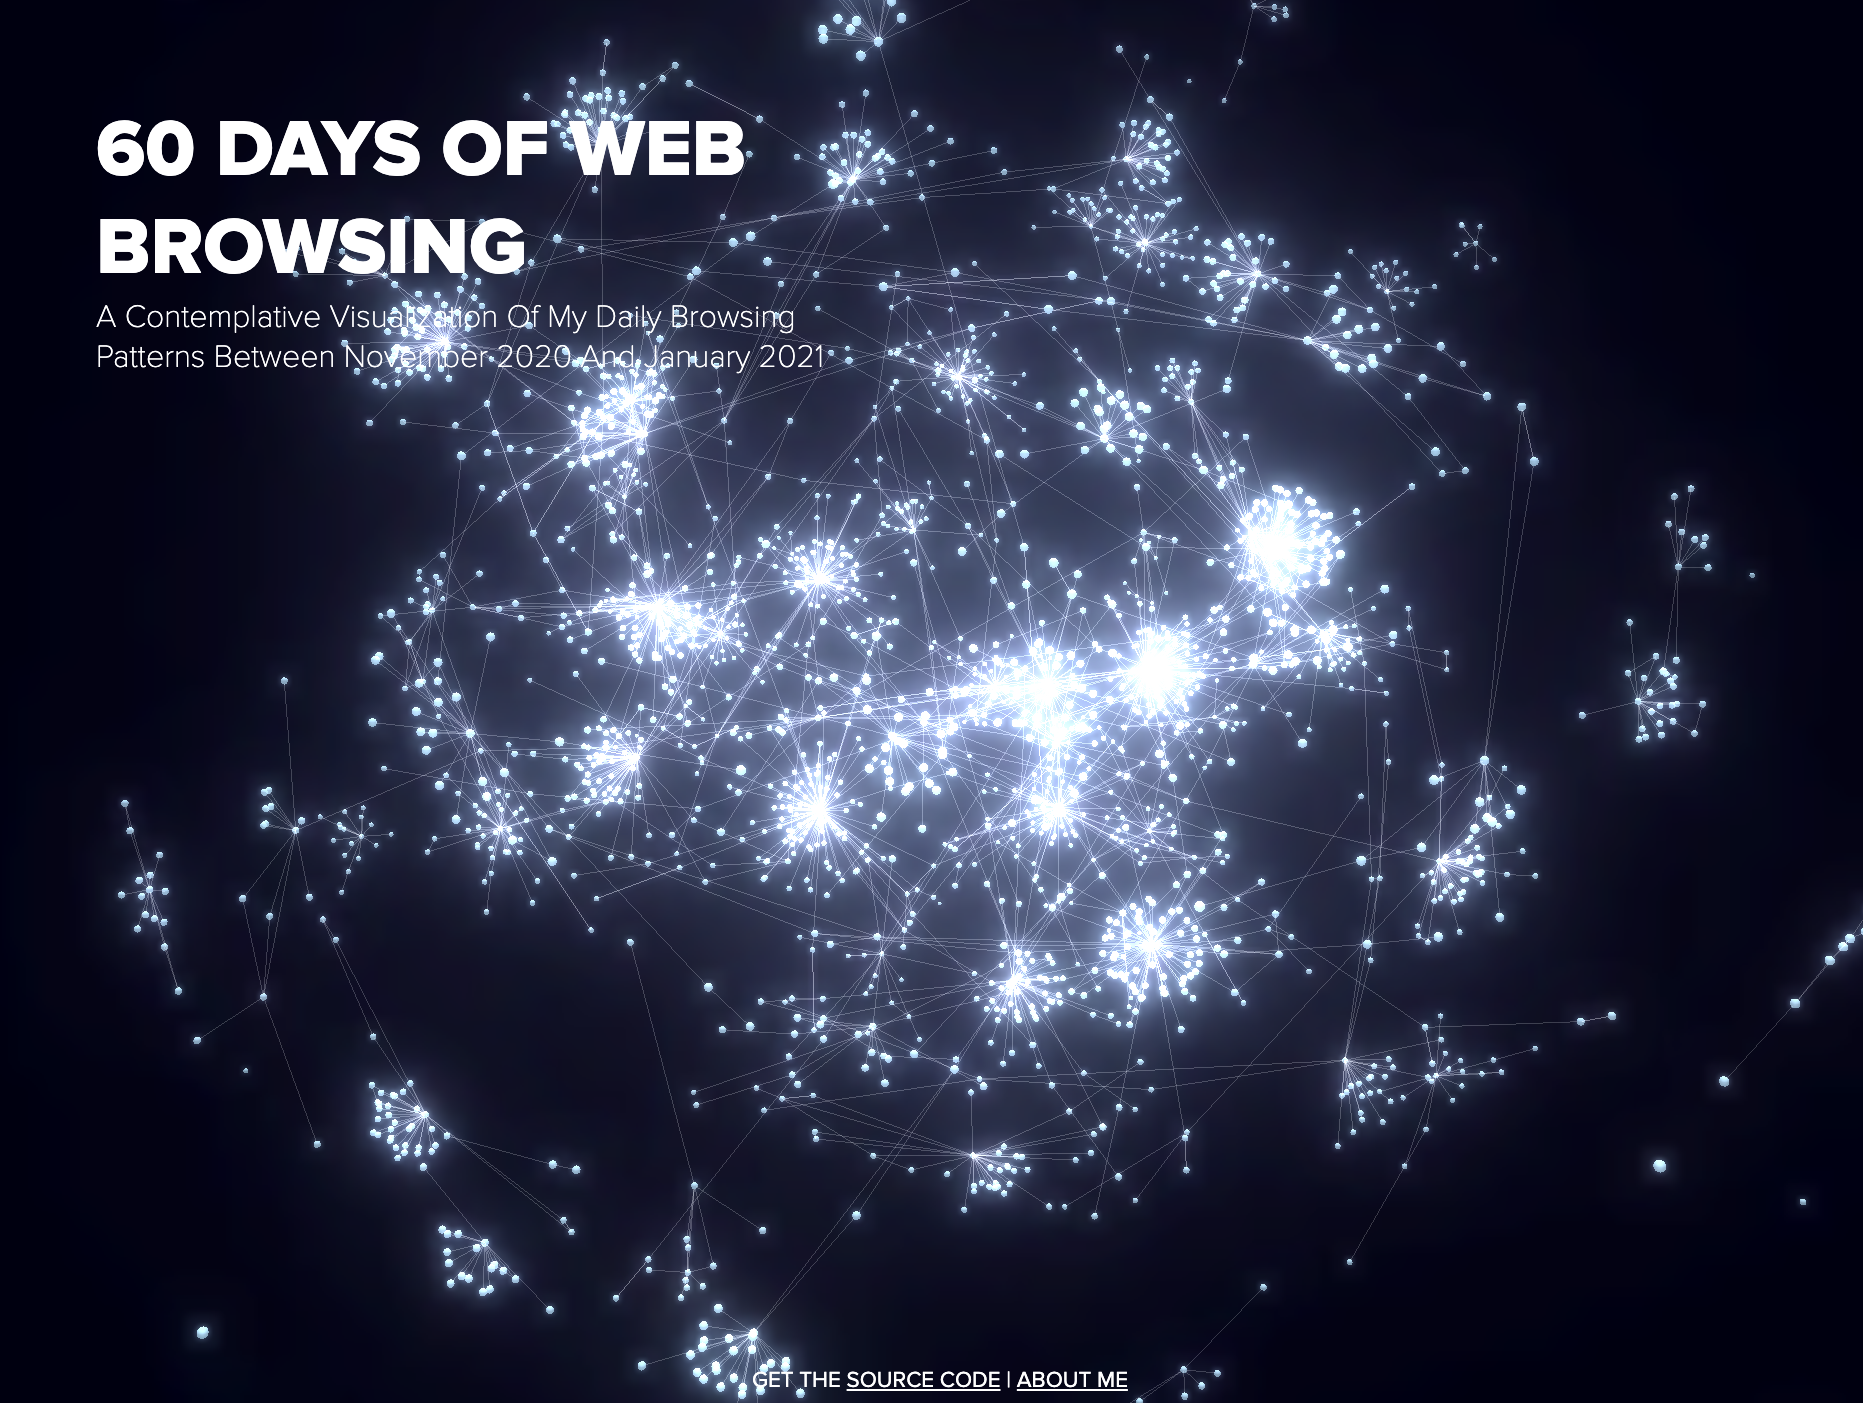 60 DAYS OF WEB
BROWSING
A Contemplative Visualization Of My Daily Browsing
Patterns Between November 2020 And January 2021
GET THE SOURCE CODE | ABOUT ME